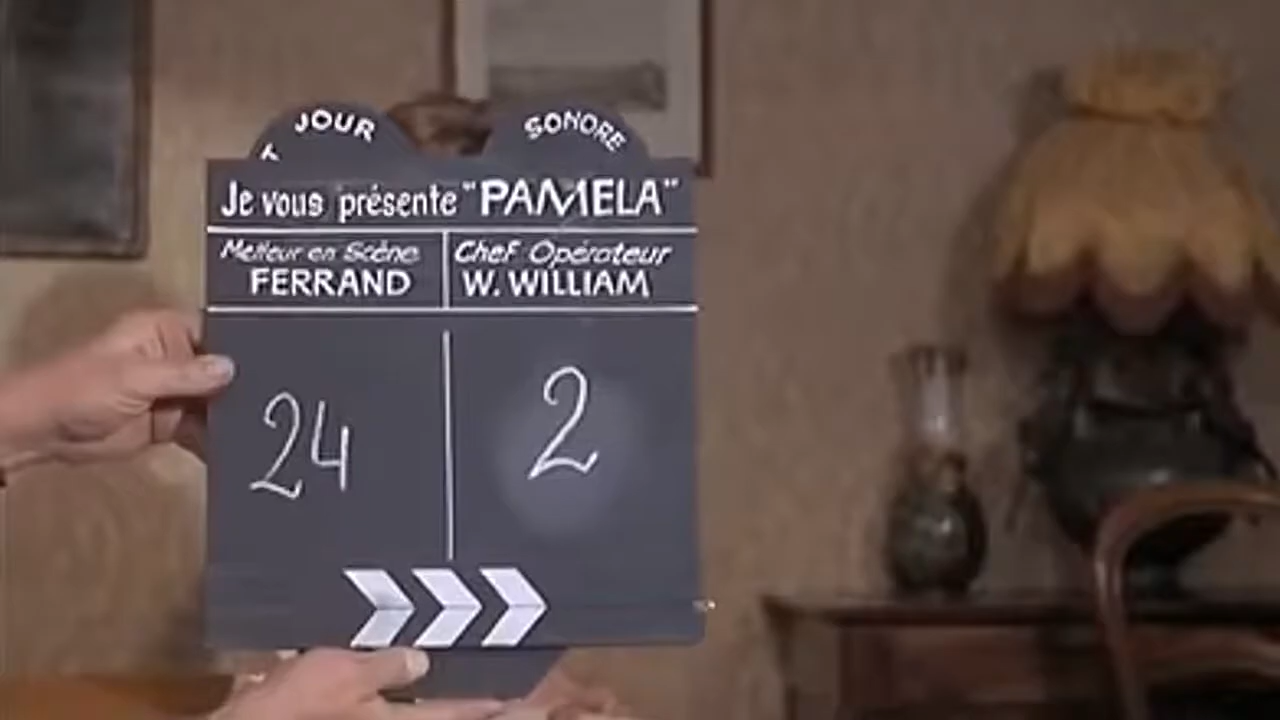 JOUR SONORE
T
Je vous présente "PAMELA"
Metteur en Scène
FERRAND
Chef Opérateur
W. WILLIAM
24
2